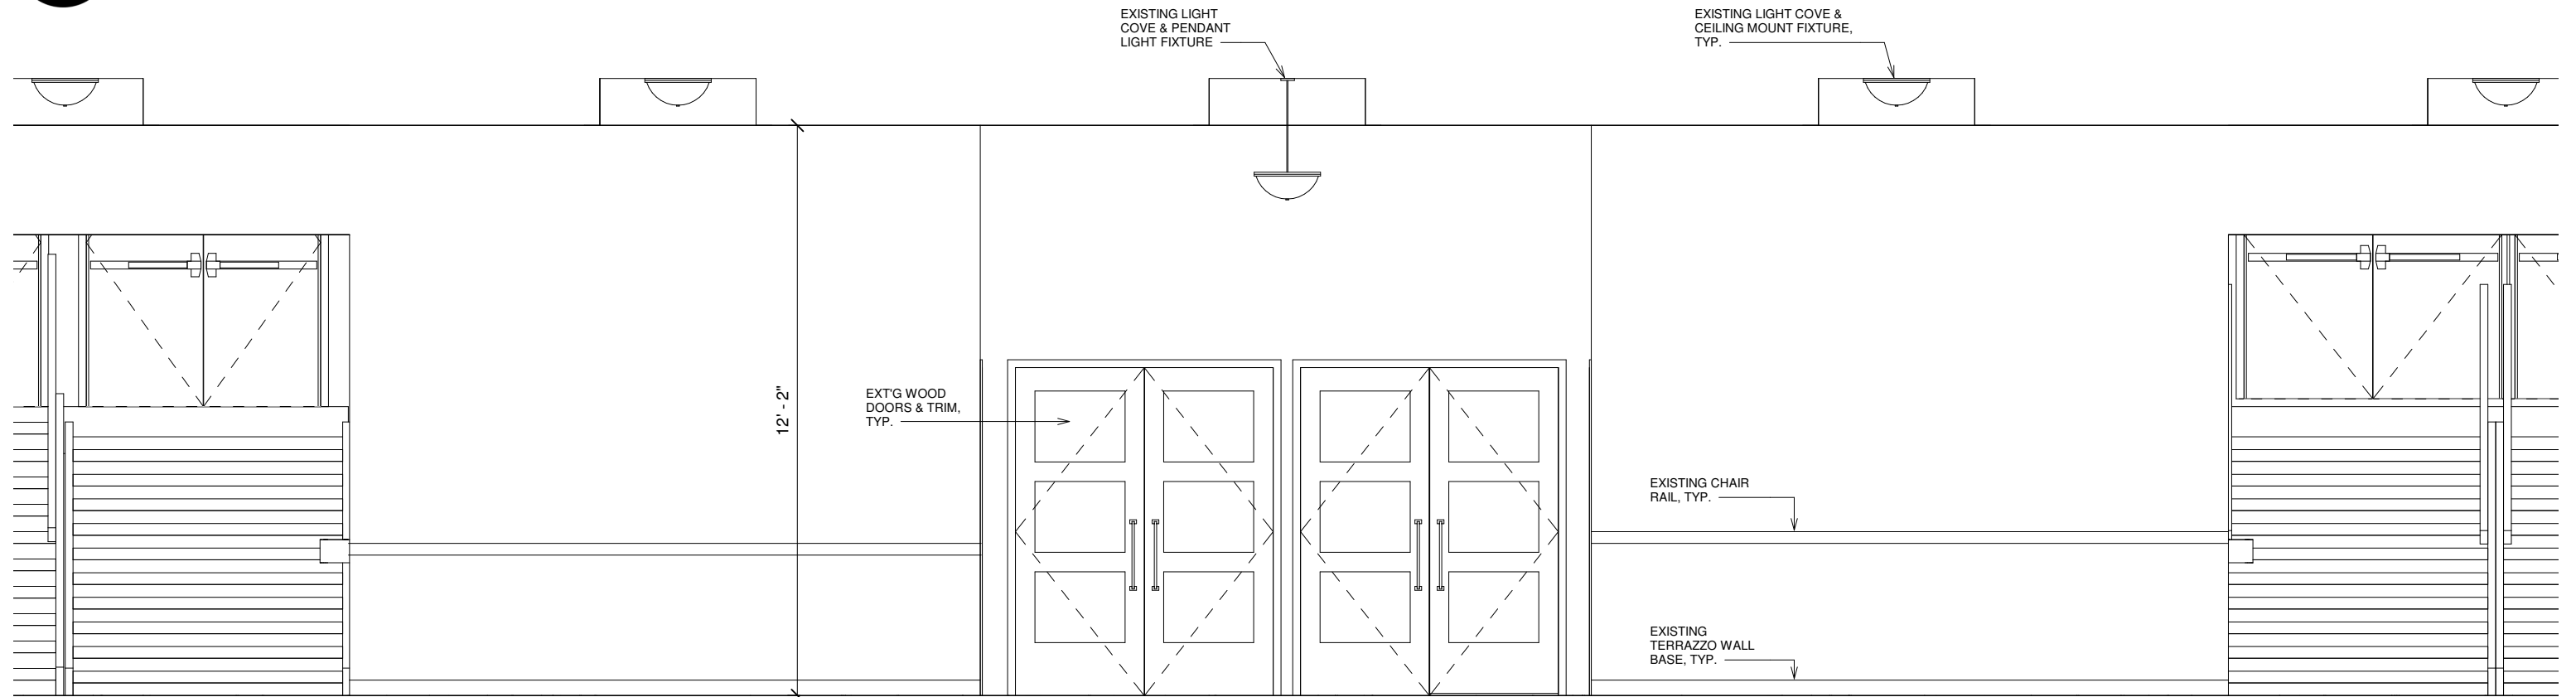 EXISTING LIGHT
COVE & PENDANT
LIGHT FIXTURE
EXISTING LIGHT COVE &
CEILING MOUNT FIXTURE,
TYP.
12' - 2"
EXT'G WOOD
DOORS & TRIM,
TYP.
EXISTING CHAIR
RAIL, TYP.
EXISTING
TERRAZZO WALL
BASE, TYP.